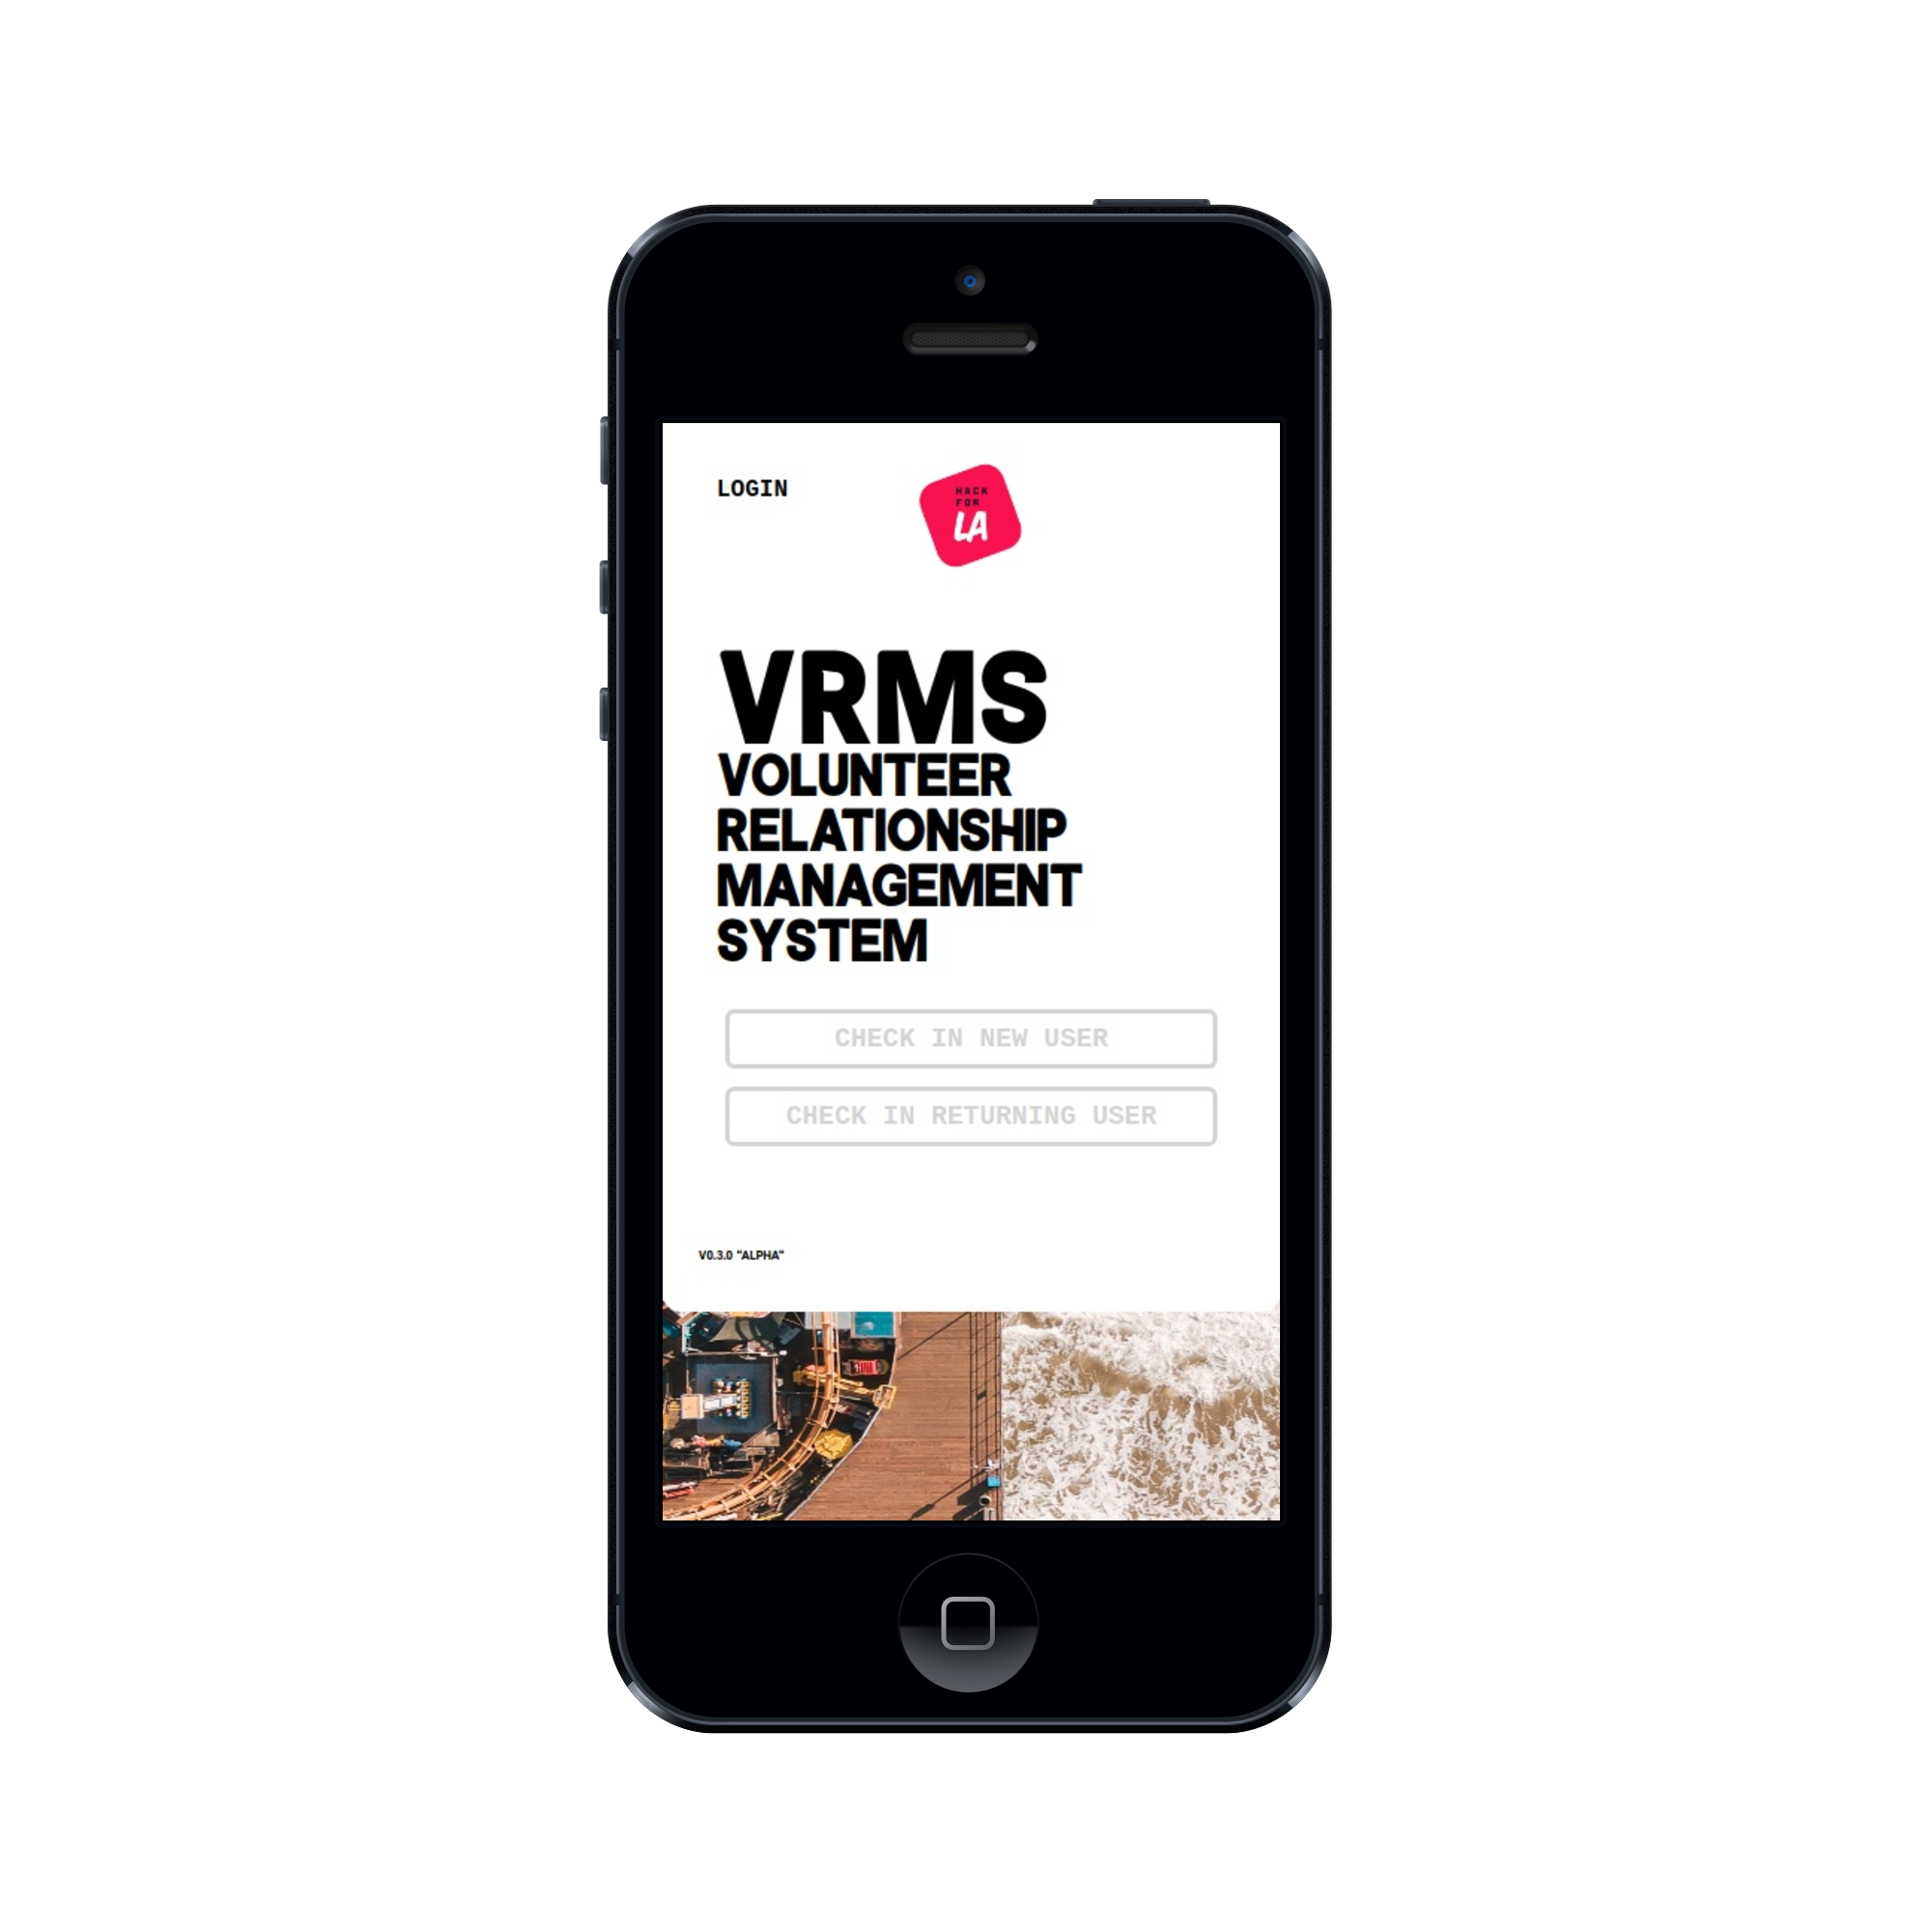 LOGIN
HACK
FOR
LA
VRMS
VOLUNTEER
RELATIONSHIP
MANAGEMENT
SYSTEM
CHECK IN NEW USER
CHECK IN RETURNING USER
V0.3.0 "ALPHA"